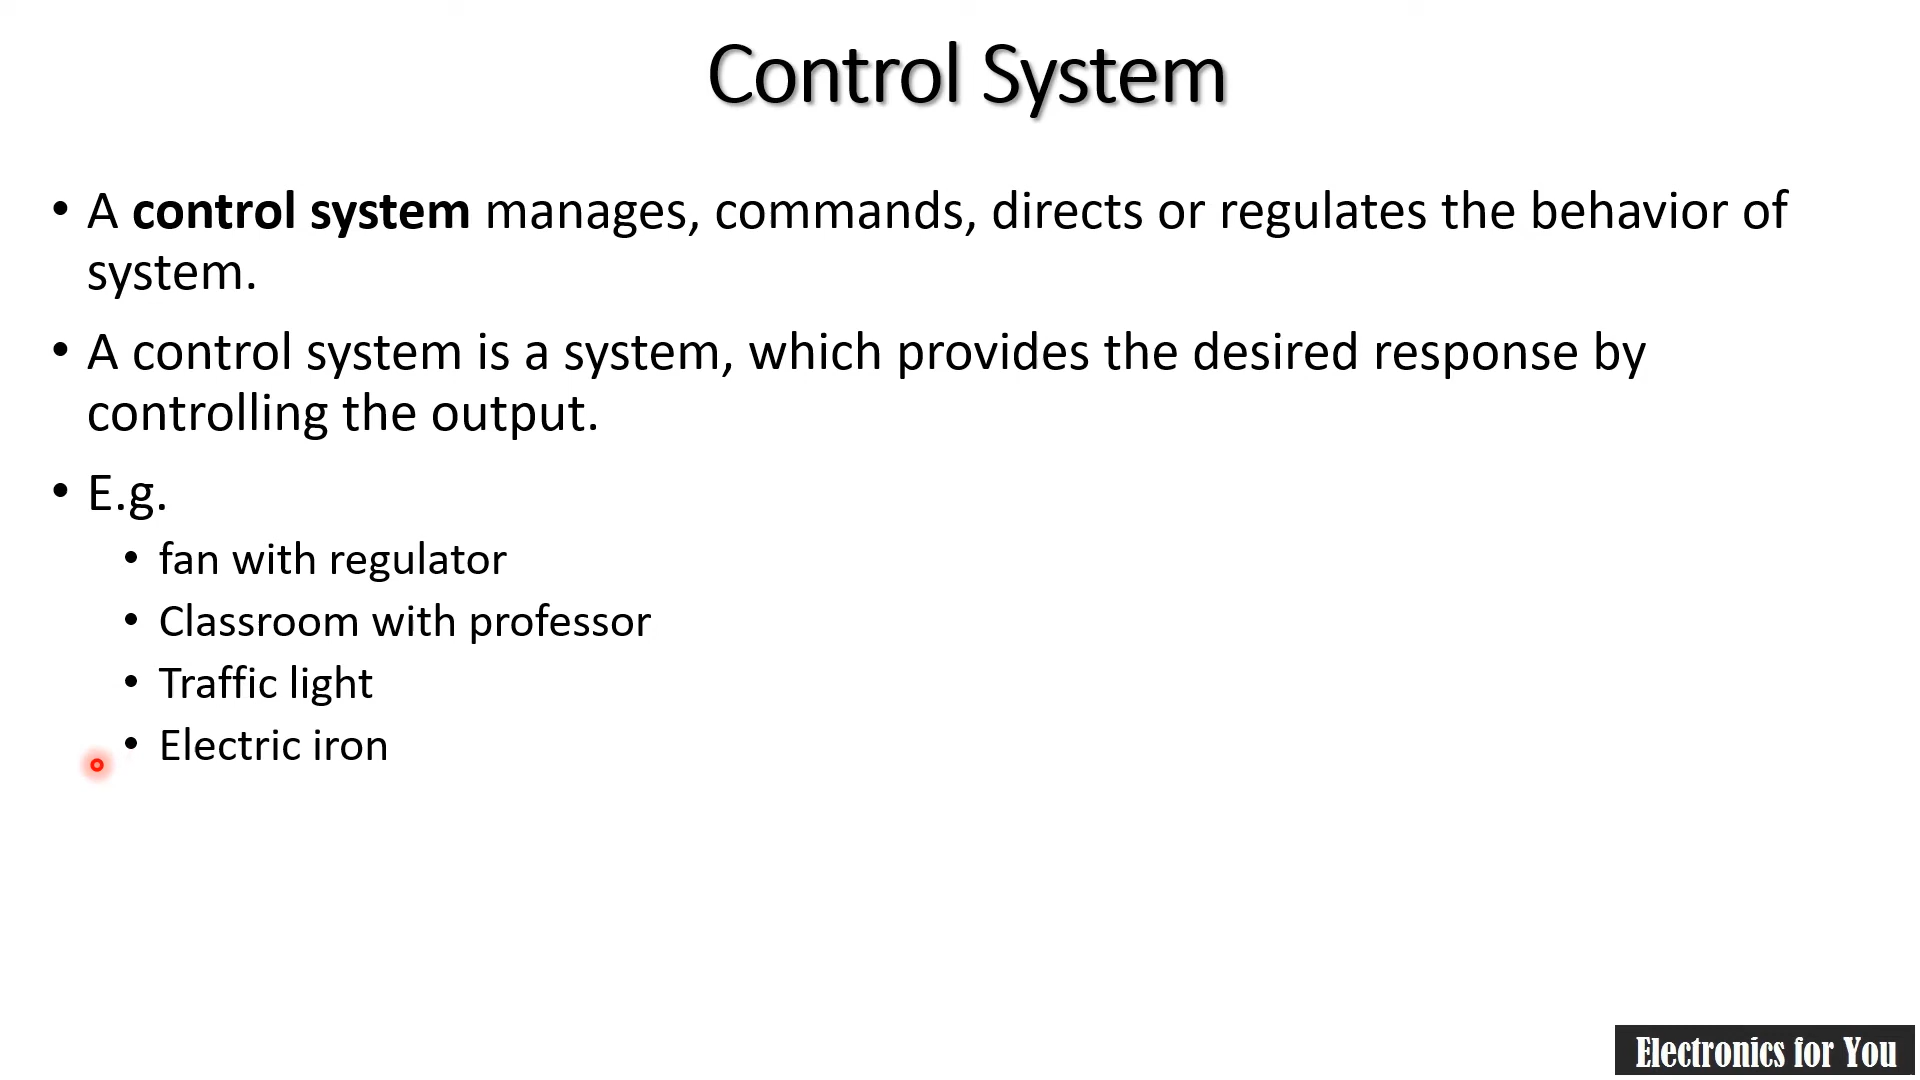 Control System
• A control system manages, commands, directs or regulates the behavior of
system.
• A control system is a system, which provides the desired response by
controlling the output.
• E.g.
• fan with regulator
• Classroom with professor
• Traffic light
• Electric iron
Electronics for You